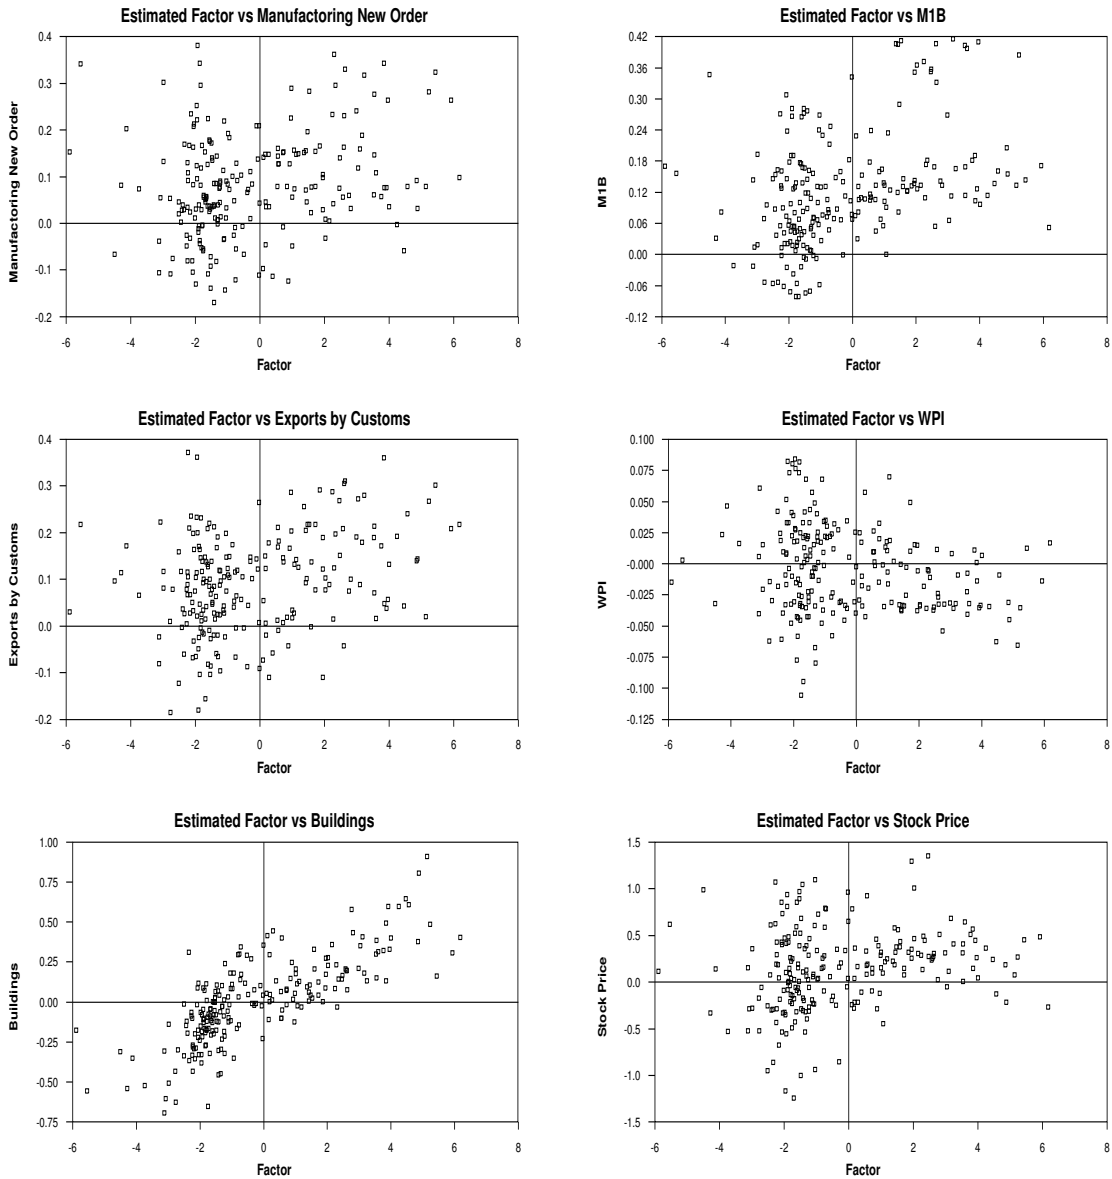 Estimated Factor vs Manufactoring New Order
0.4
0.3
0.2
0.1
0.0
-0.1
-0.2
Manufactoring New Order
-6 -4 -2 0 2 4 6 8
Factor
Estimated Factor vs M1B
0.42
0.36
0.30
0.24
0.18
0.12
0.06
0.00
-0.06
-0.12
M1B
-6 -4 -2 0 2 4 6 8
Factor
Estimated Factor vs Exports by Customs
0.4
0.3
0.2
0.1
0.0
-0.1
-0.2
Exports by Customs
-6 -4 -2 0 2 4 6 8
Factor
Estimated Factor vs WPI
0.100
0.075
0.050
0.025
-0.000
-0.025
-0.050
-0.075
-0.100
-0.125
WPI
-6 -4 -2 0 2 4 6 8
Factor
Estimated Factor vs Buildings
1.00
0.75
0.50
0.25
0.00
-0.25
-0.50
-0.75
Buildings
-6 -4 -2 0 2 4 6 8
Factor
Estimated Factor vs Stock Price
1.5
1.0
0.5
0.0
-0.5
-1.0
-1.5
Stock Price
-6 -4 -2 0 2 4 6 8
Factor